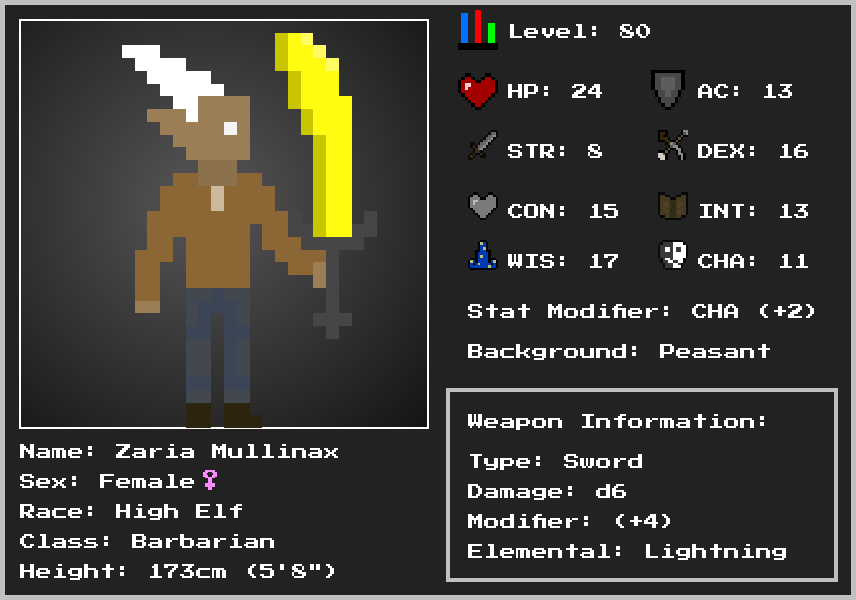 Level: 80
HP: 24
AC: 13
STR: 8
DEX: 16
CON: 15
INT: 13
WIS: 17
CHA: 11
Stat Modifier: CHA (+2)
Background: Peasant
Weapon Information:
Type: Sword
Damage: d6
Modifier: (+4)
Elemental: Lightning
Name: Zaria Mullinax
Sex: Female♀
Race: High Elf
Class: Barbarian
Height: 173cm (5'8")